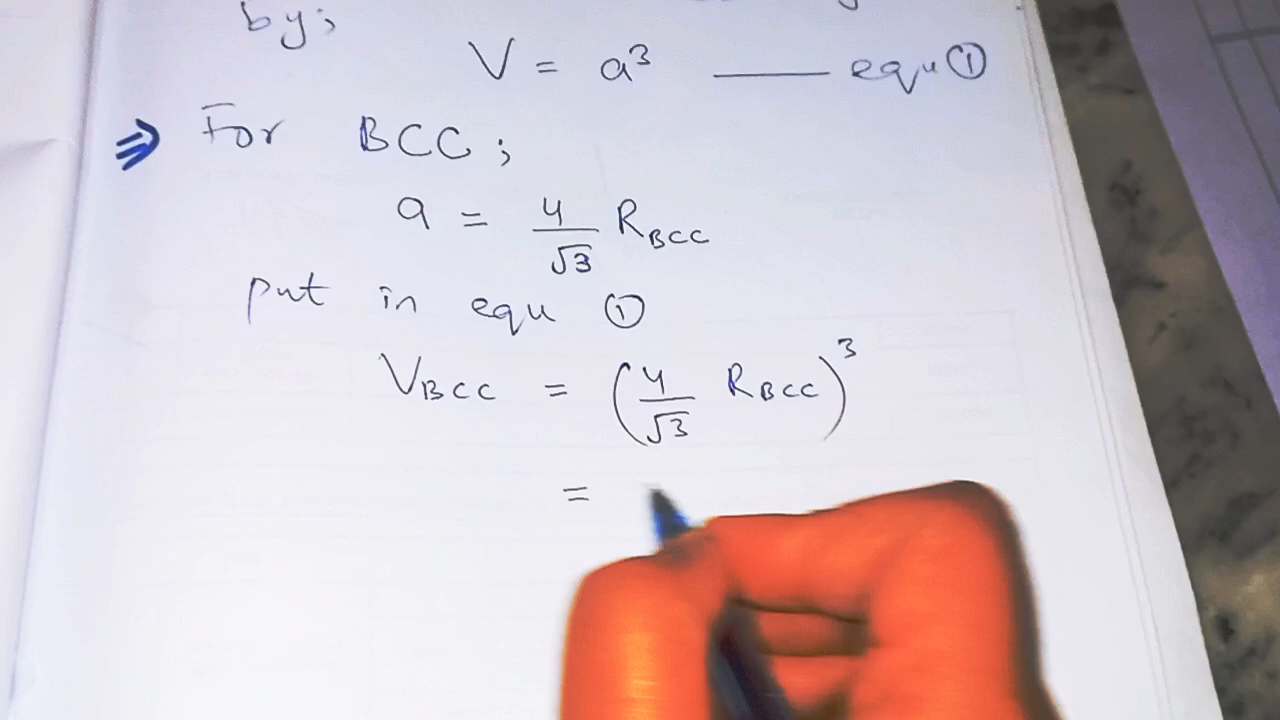 by;
V = a³ —— equ ①
⇒ For BCC;
a = 4/√3 R_BCC
put in equ ①
V_BCC = (4/√3 R_BCC)³
=